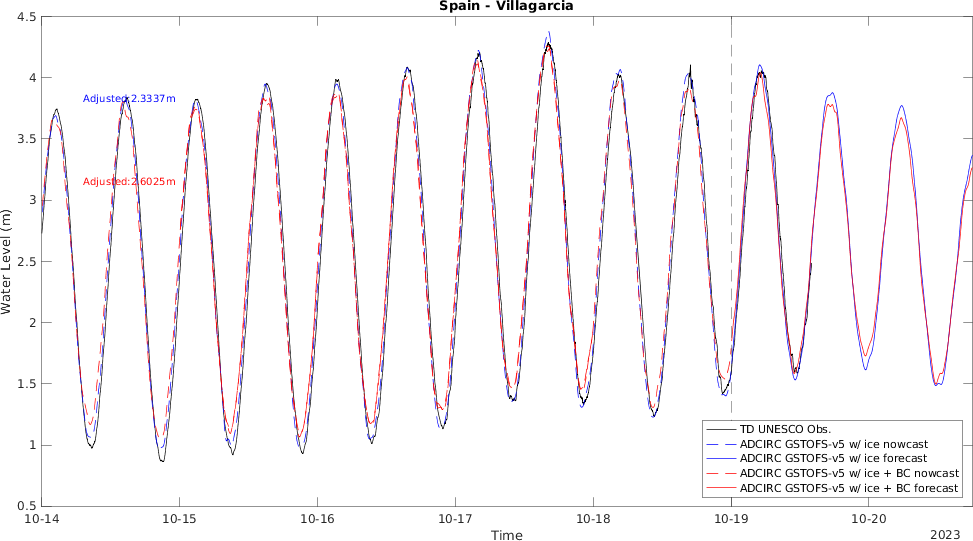 Spain - Villagarcia
4.5
4
3.5
3
2.5
2
1.5
1
0.5
Water Level (m)
Adjusted:2.3337m
Adjusted:2.6025m
TD UNESCO Obs.
ADCIRC GSTOFS-v5 w/ ice nowcast
ADCIRC GSTOFS-v5 w/ ice forecast
ADCIRC GSTOFS-v5 w/ ice + BC nowcast
ADCIRC GSTOFS-v5 w/ ice + BC forecast
10-14 10-15 10-16 10-17 10-18 10-19 10-20
Time
2023